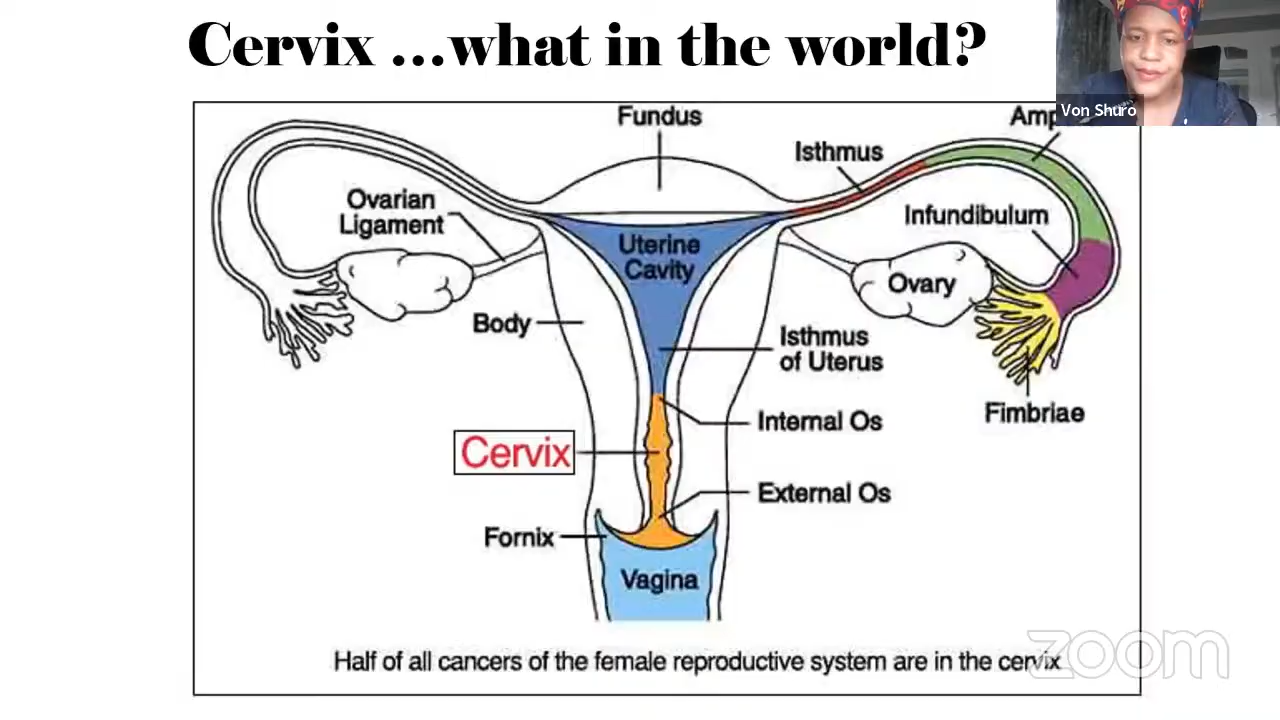 Cervix ...what in the world?
Von Shuro
Fundus
Isthmus
Ovarian
Ligament
Infundibulum
Uterine
Cavity
Ovary
Body
Isthmus
of Uterus
Fimbriae
Internal Os
Cervix
External Os
Fornix
Vagina
Half of all cancers of the female reproductive system are in the cervix
zoom